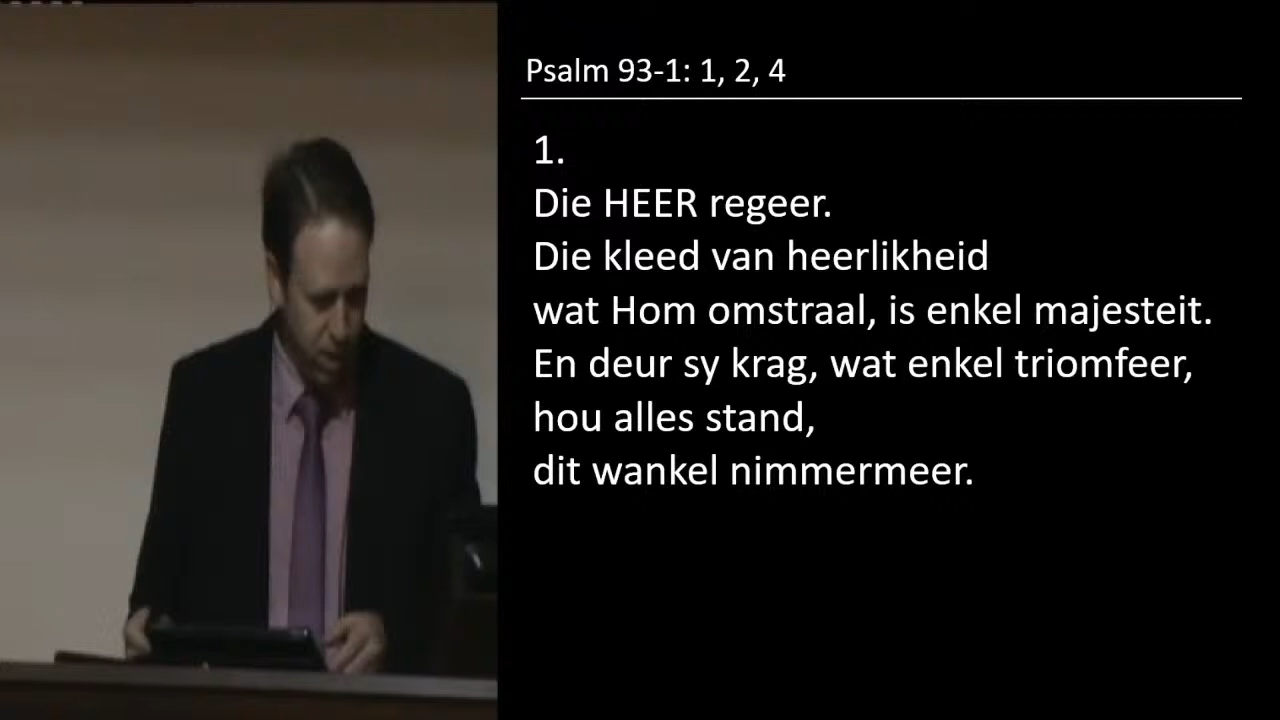 Psalm 93-1: 1, 2, 4
1.
Die HEER regeer.
Die kleed van heerlikheid
wat Hom omstraal, is enkel majesteit.
En deur sy krag, wat enkel triomfeer,
hou alles stand,
dit wankel nimmermeer.